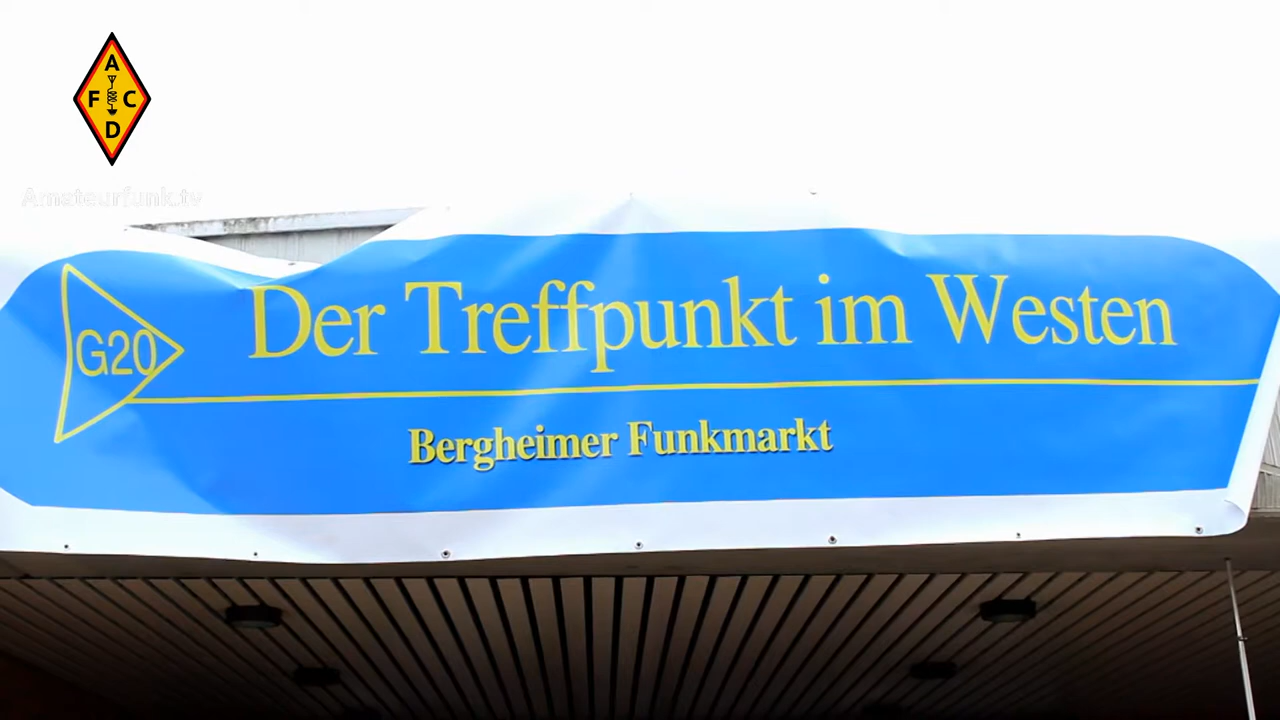 A
F C
D
Amateurfunk.tv
G20
Der Treffpunkt im Westen
Bergheimer Funkmarkt